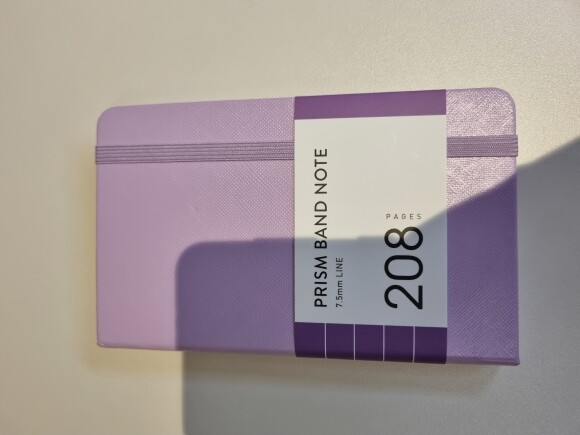 PRISM BAND NOTE
7.5mm LINE
PAGES
208